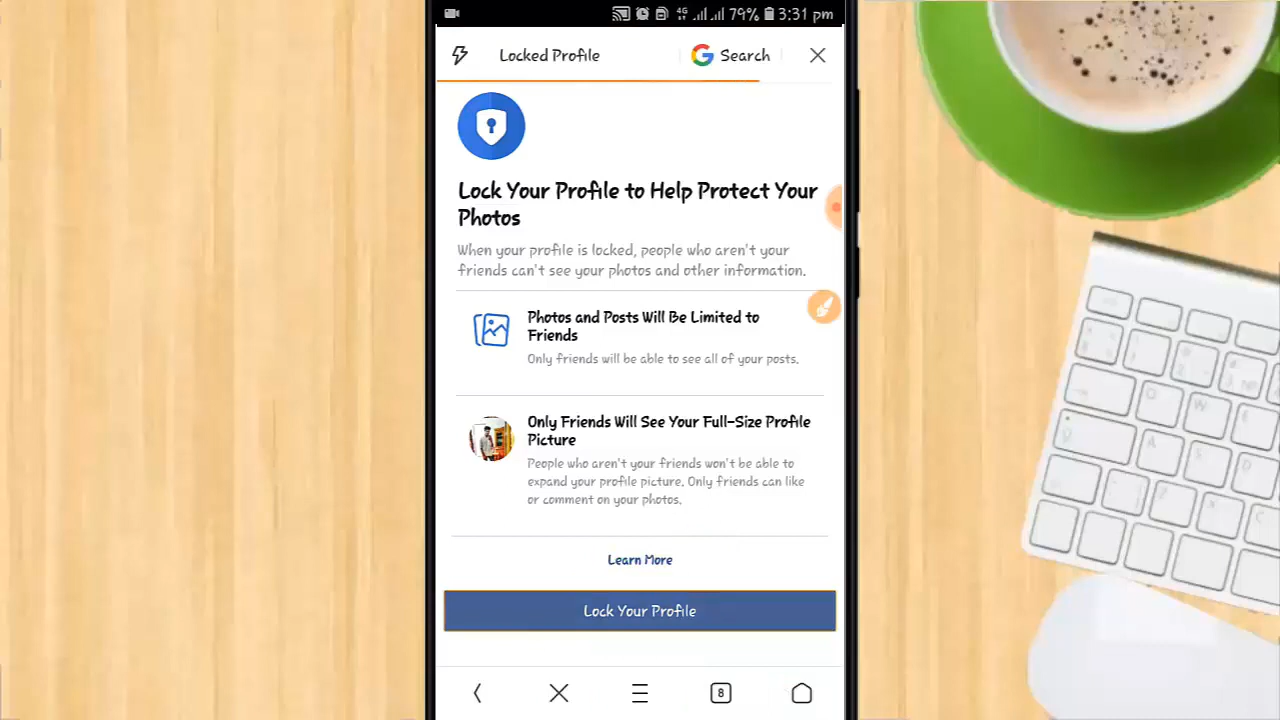 4G 79% 3:31 pm
Locked Profile
G Search
Lock Your Profile to Help Protect Your
Photos
When your profile is locked, people who aren't your
friends can't see your photos and other information.
Photos and Posts Will Be Limited to
Friends
Only friends will be able to see all of your posts.
Only Friends Will See Your Full-Size Profile
Picture
People who aren't your friends won't be able to
expand your profile picture. Only friends can like
or comment on your photos.
Learn More
Lock Your Profile
8